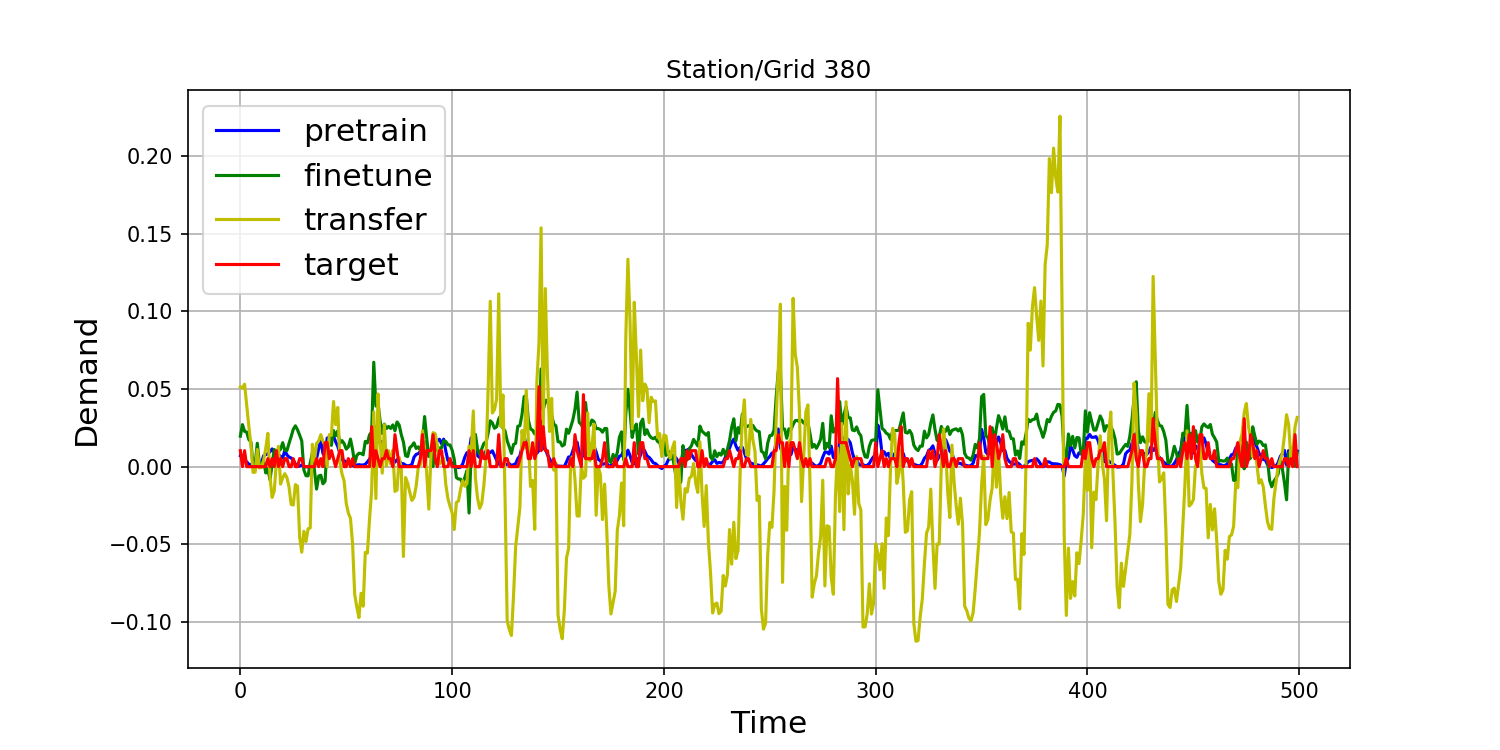 Station/Grid 380
pretrain
finetune
transfer
target
0.20
0.15
0.10
0.05
0.00
−0.05
−0.10
Demand
0 100 200 300 400 500
Time